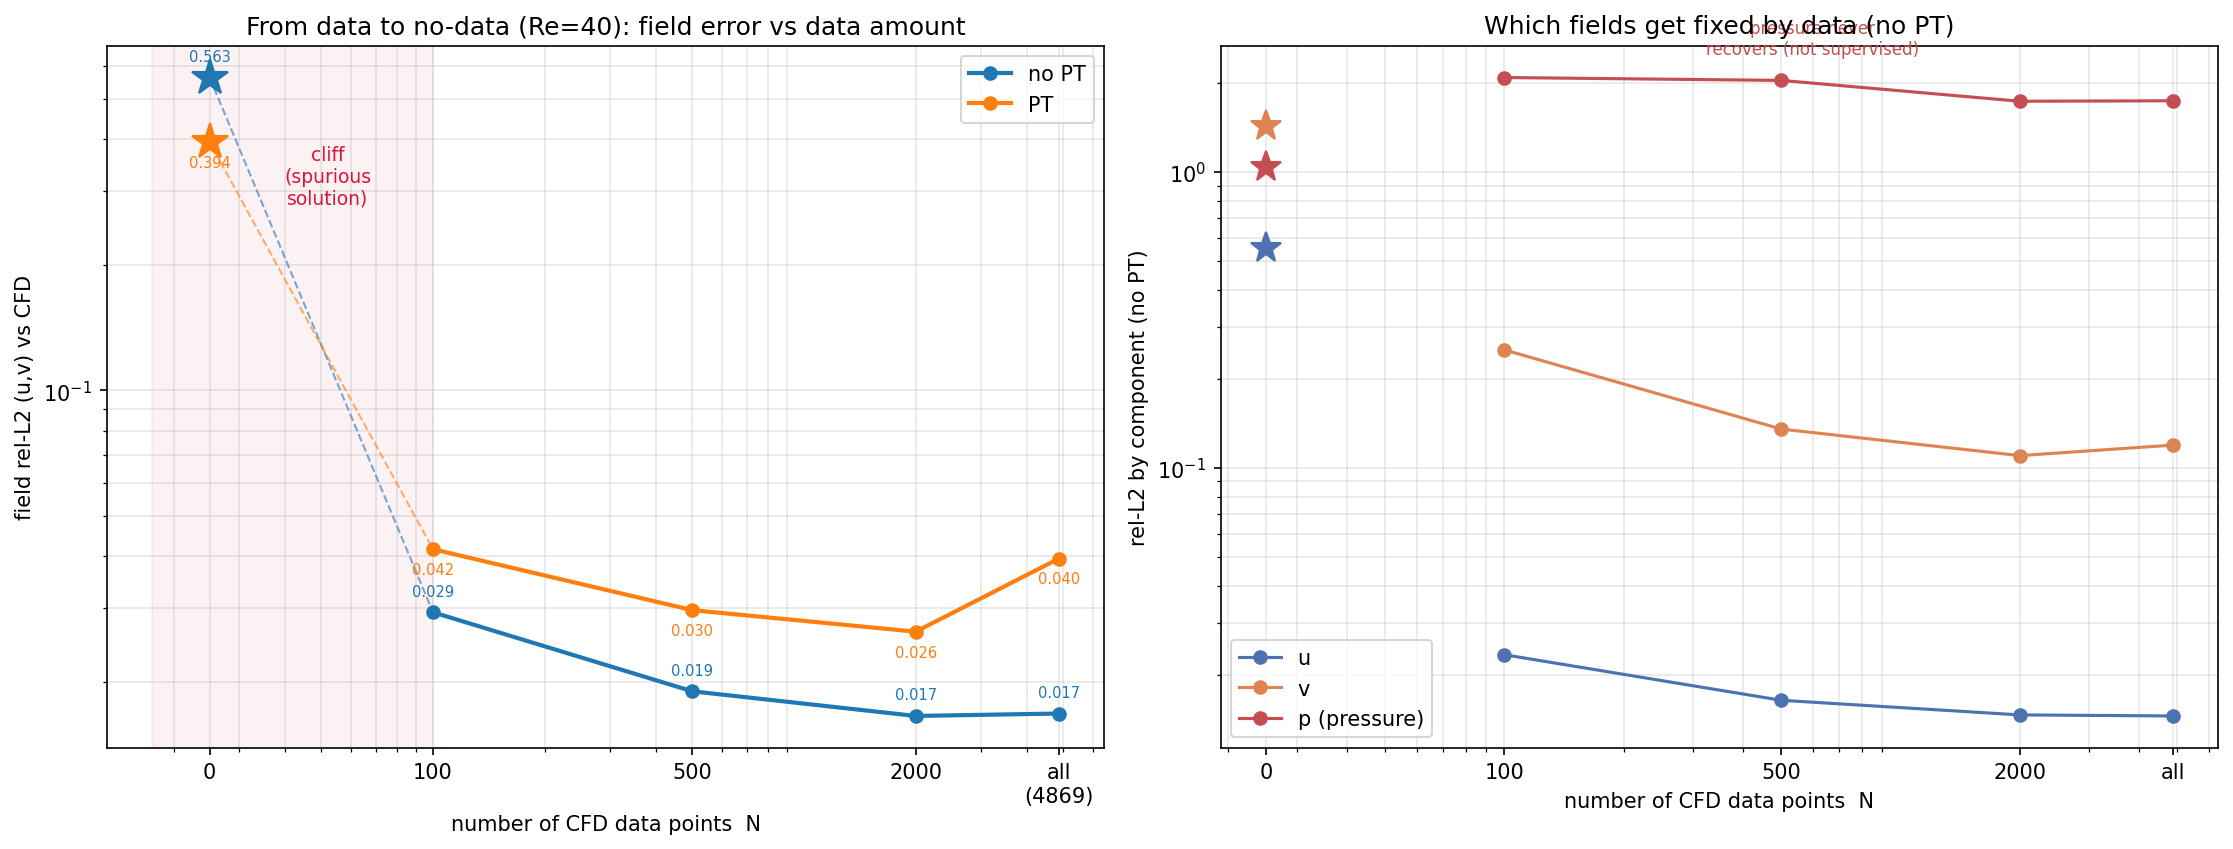 From data to no-data (Re=40): field error vs data amount
field rel-L2 (u,v) vs CFD
10⁻¹
0.563
0.394
cliff
(spurious
solution)
no PT
PT
0.042
0.029
0.030
0.019
0.026
0.017
0.040
0.017
0
100
500
2000
all
(4869)
number of CFD data points N
Which fields get fixed by data (no PT)
pressure never
recovers (not supervised)
rel-L2 by component (no PT)
10⁰
10⁻¹
u
v
p (pressure)
0
100
500
2000
all
number of CFD data points N